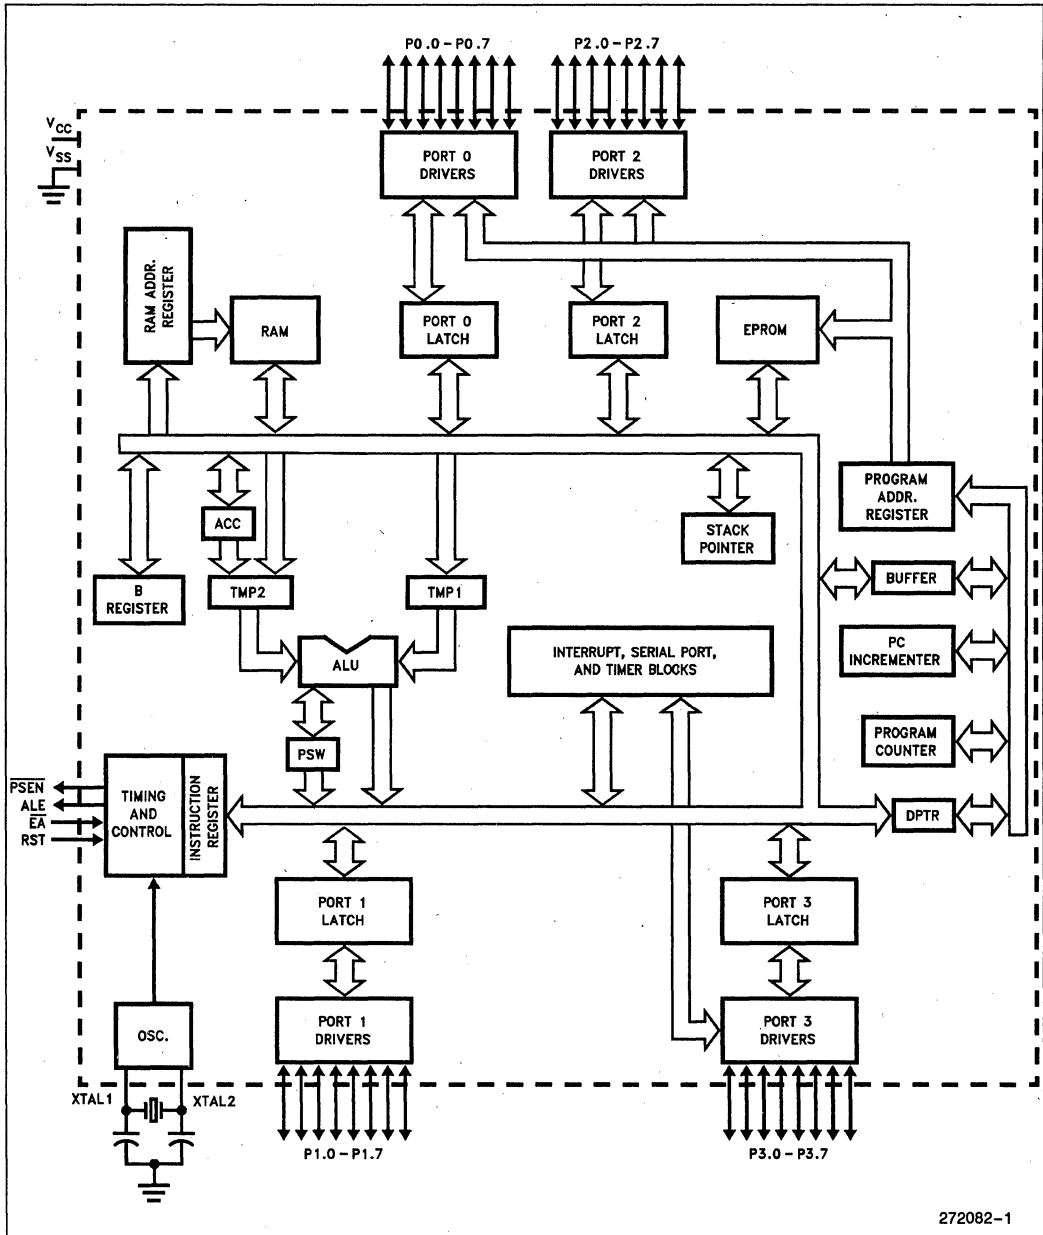 P0.0–P0.7
P2.0–P2.7
VCC
VSS
PORT 0
DRIVERS
PORT 2
DRIVERS
RAM ADDR.
REGISTER
RAM
PORT 0
LATCH
PORT 2
LATCH
EPROM
PROGRAM
ADDR.
REGISTER
ACC
STACK
POINTER
B
REGISTER
TMP2
TMP1
BUFFER
ALU
INTERRUPT, SERIAL PORT,
AND TIMER BLOCKS
PC
INCREMENTER
PSW
PROGRAM
COUNTER
PSEN
ALE
EA
RST
TIMING
AND
CONTROL
INSTRUCTION
REGISTER
DPTR
PORT 1
LATCH
PORT 3
LATCH
OSC.
PORT 1
DRIVERS
PORT 3
DRIVERS
XTAL1
XTAL2
P1.0–P1.7
P3.0–P3.7
272082–1